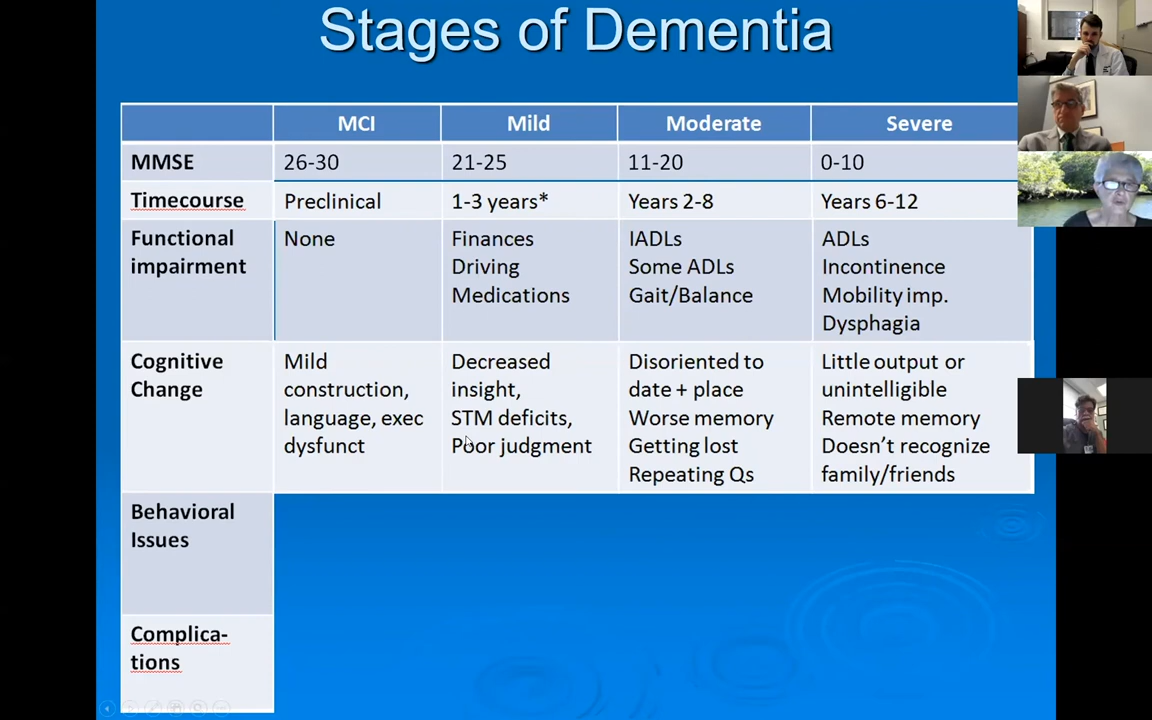 Stages of Dementia
MCI Mild Moderate Severe
MMSE 26-30 21-25 11-20 0-10
Timecourse Preclinical 1-3 years* Years 2-8 Years 6-12
Functional impairment
None
Finances
Driving
Medications
IADLs
Some ADLs
Gait/Balance
ADLs
Incontinence
Mobility imp.
Dysphagia
Cognitive
Change
Mild
construction,
language, exec
dysfunct
Decreased
insight,
STM deficits,
Poor judgment
Disoriented to
date + place
Worse memory
Getting lost
Repeating Qs
Little output or
unintelligible
Remote memory
Doesn't recognize
family/friends
Behavioral
Issues
Complica-
tions